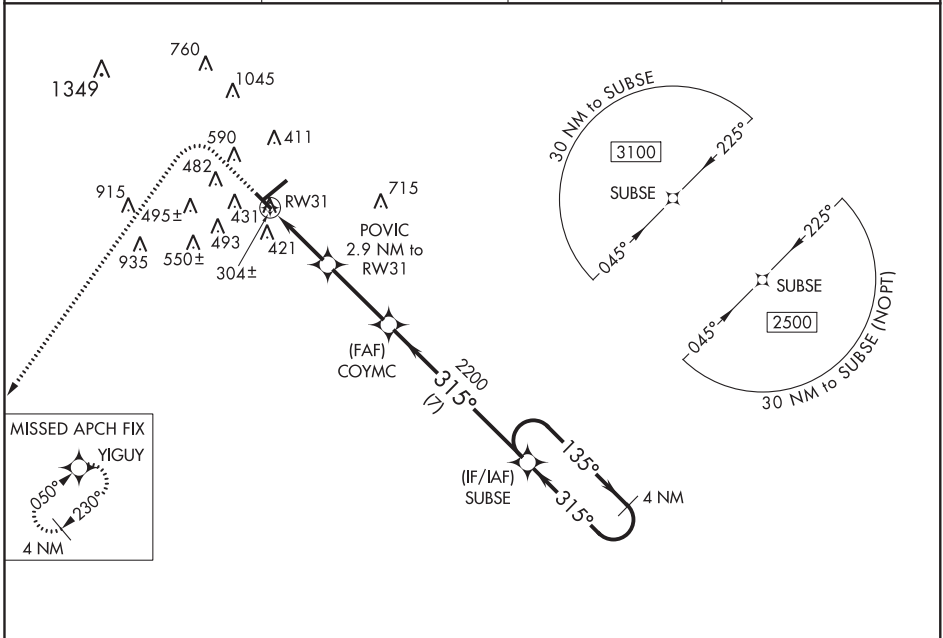 760
1349
1045
590
411
482
915
495±
431
RW31
715
935
550±
493
421
304±
POVIC
2.9 NM to
RW31
(FAF)
COYMC
2200
315°
(7)
(IF/IAF)
SUBSE
135°
315°
4 NM
30 NM to SUBSE
3100
225°
SUBSE
045°
225°
SUBSE
045°
2500
30 NM to SUBSE (NOPT)
MISSED APCH FIX
YIGUY
050°
230°
4 NM